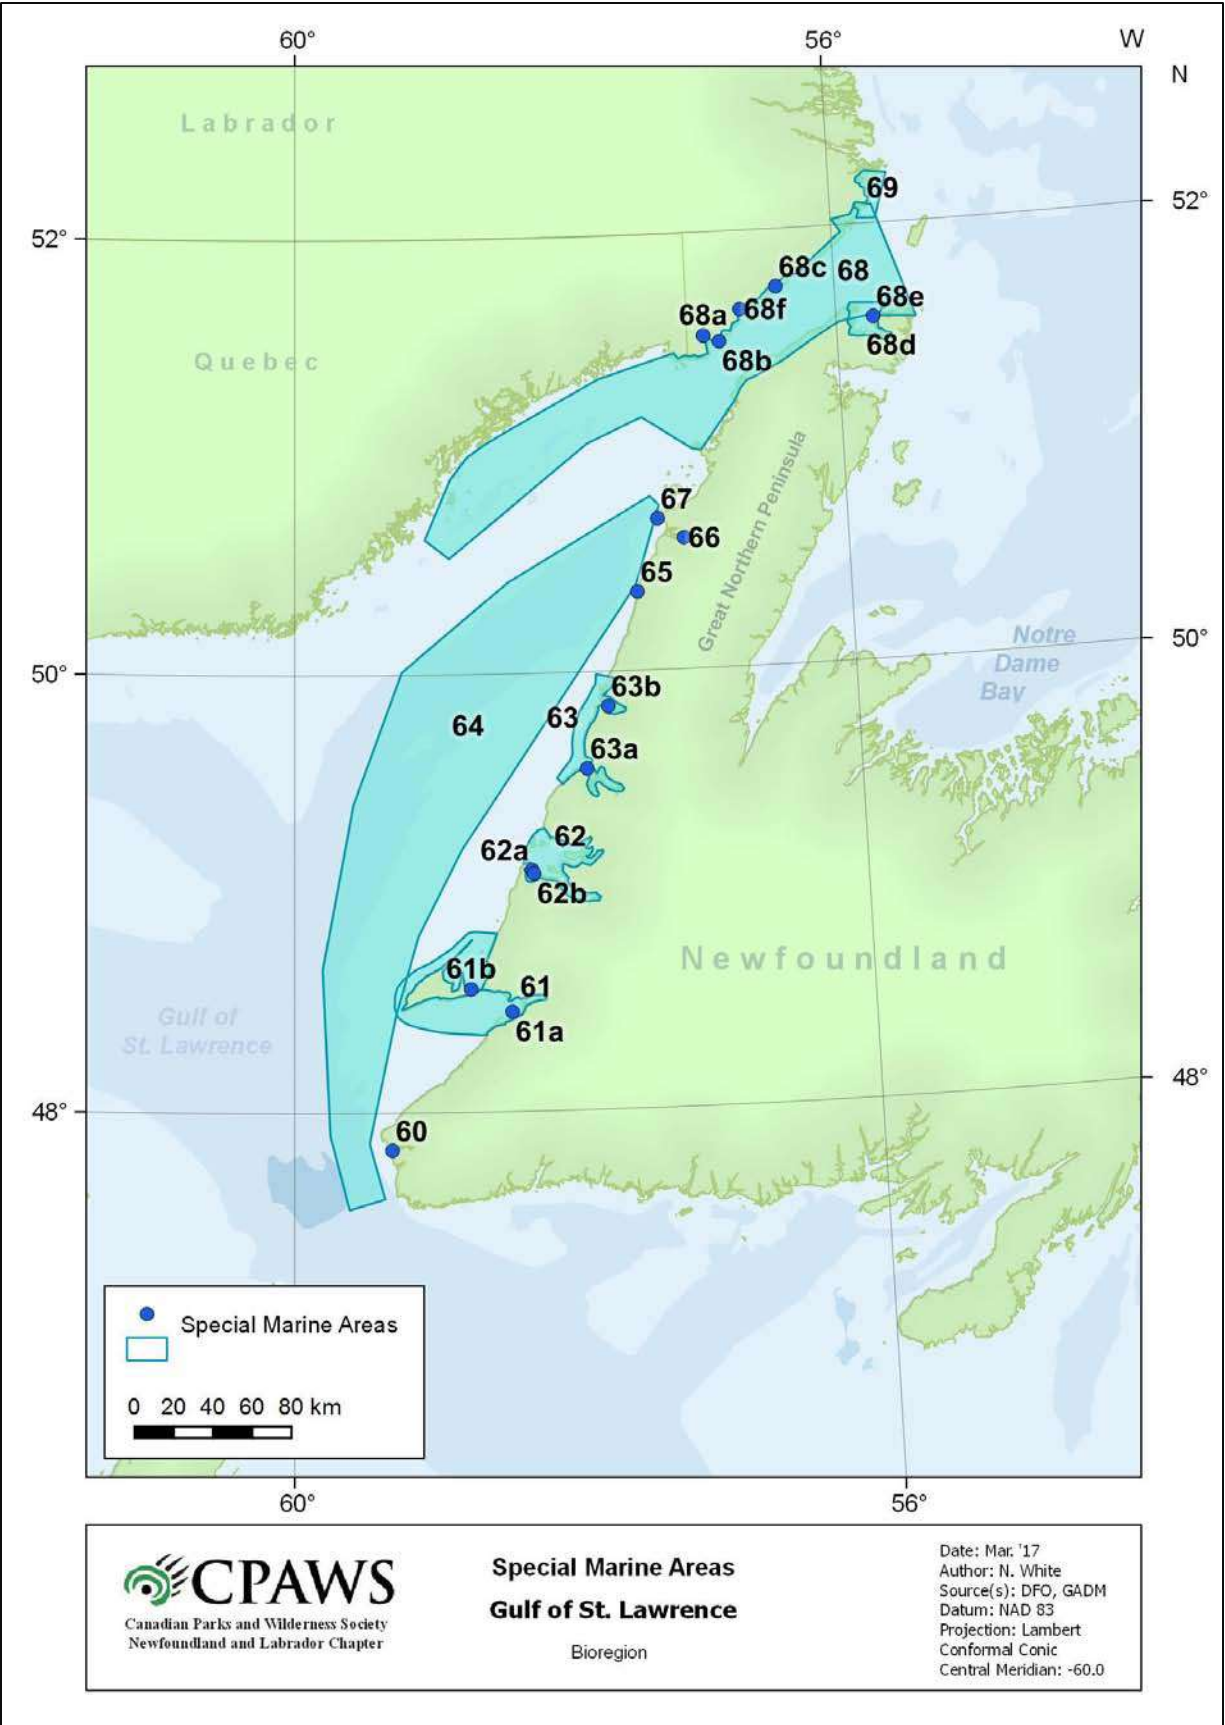 60° 56° W
N
Labrador
69
52°
52°
68c 68
68e
68a 68f
68d
68b
Quebec
Great Northern Peninsula
67
66
65
50°
Notre
Dame
Bay
50°
63b
63
64
63a
62
62a
62b
Newfoundland
61b
61
61a
Gulf of
St. Lawrence
48°
48°
60
Special Marine Areas
0 20 40 60 80 km
60° 56°
CPAWS
Canadian Parks and Wilderness Society
Newfoundland and Labrador Chapter
Special Marine Areas
Gulf of St. Lawrence
Bioregion
Date: Mar. '17
Author: N. White
Source(s): DFO, GADM
Datum: NAD 83
Projection: Lambert
Conformal Conic
Central Meridian: -60.0